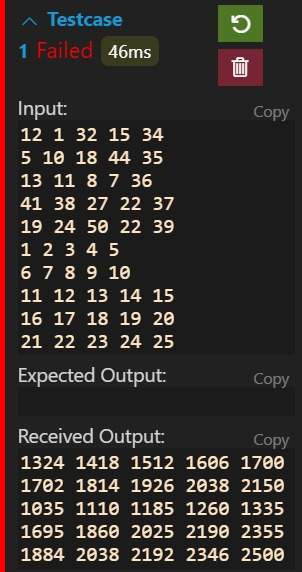 Testcase
1 Failed 46ms
Input:
Copy
12 1 32 15 34
5 10 18 44 35
13 11 8 7 36
41 38 27 22 37
19 24 50 22 39
1 2 3 4 5
6 7 8 9 10
11 12 13 14 15
16 17 18 19 20
21 22 23 24 25
Expected Output:
Copy
Received Output:
Copy
1324 1418 1512 1606 1700
1702 1814 1926 2038 2150
1035 1110 1185 1260 1335
1695 1860 2025 2190 2355
1884 2038 2192 2346 2500